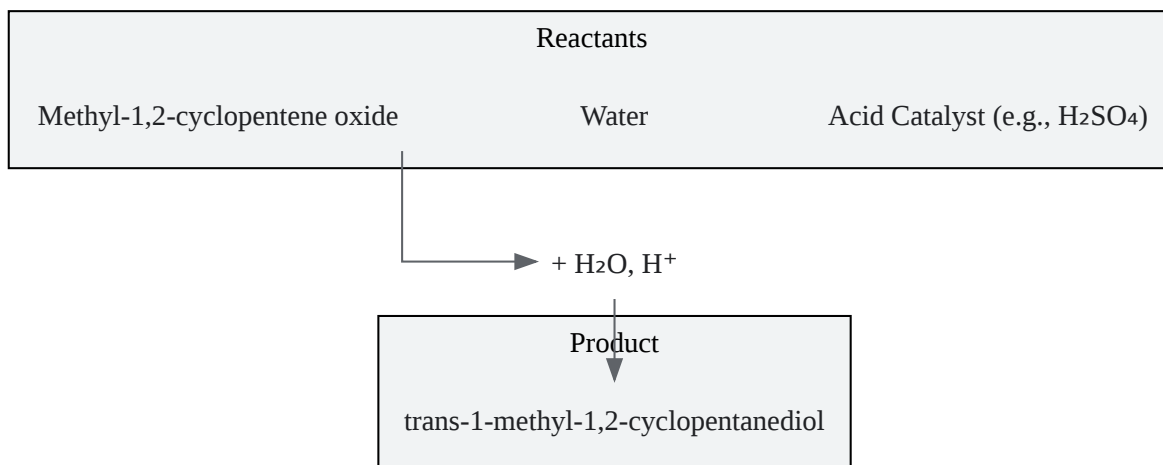 Reactants
Methyl-1,2-cyclopentene oxide Water Acid Catalyst (e.g., H₂SO₄)
+ H₂O, H⁺
Product
trans-1-methyl-1,2-cyclopentanediol